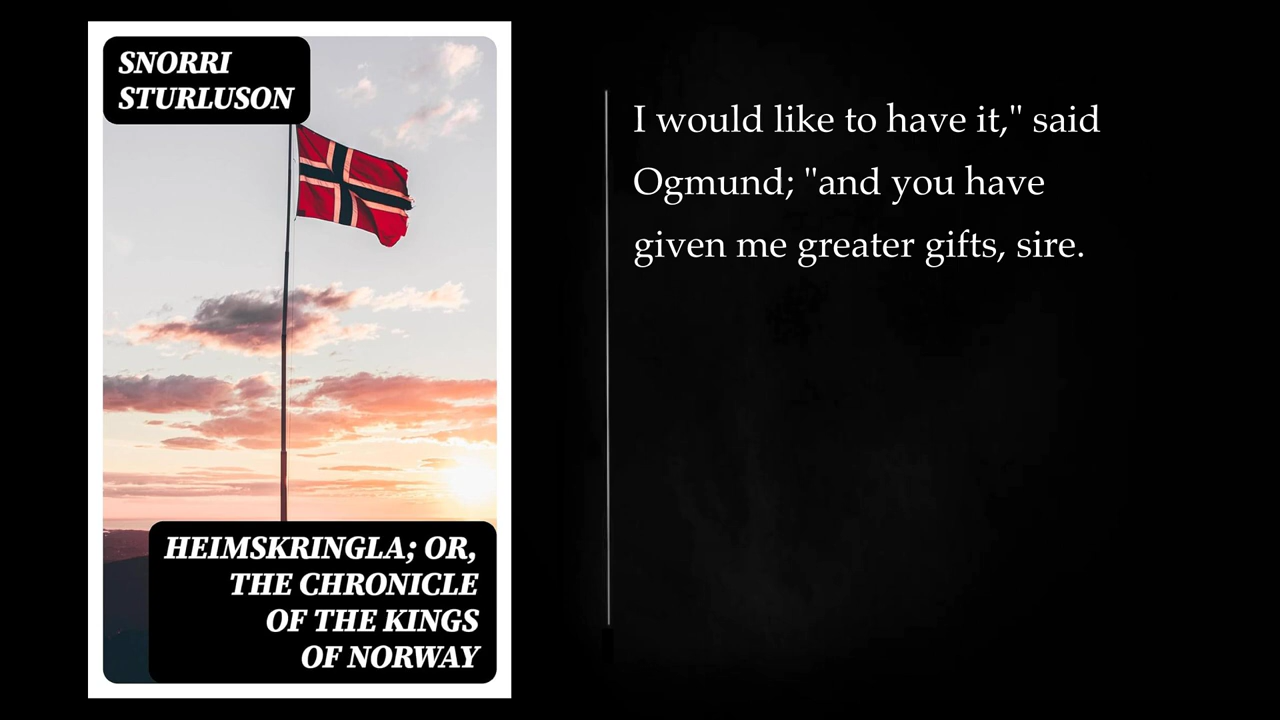 SNORRI
STURLUSON
HEIMSKRINGLA; OR,
THE CHRONICLE
OF THE KINGS
OF NORWAY
I would like to have it," said
Ogmund; "and you have
given me greater gifts, sire.